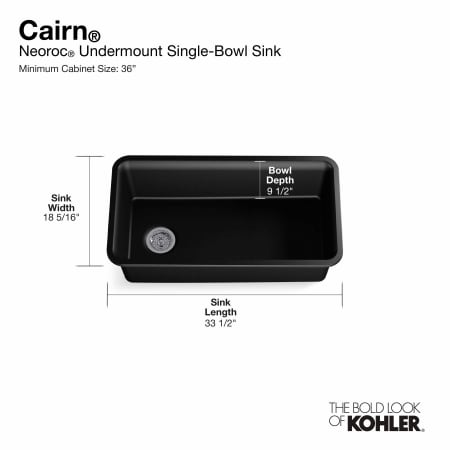 Cairn®
Neoroc® Undermount Single-Bowl Sink
Minimum Cabinet Size: 36"
Bowl
Depth
9 1/2"
Sink
Width
18 5/16"
Sink
Length
33 1/2"
THE BOLD LOOK
OF KOHLER®